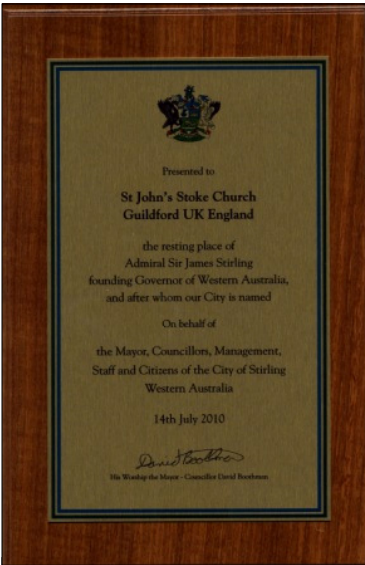 Presented to
St John's Stoke Church
Guildford UK England
the resting place of
Admiral Sir James Stirling
founding Governor of Western Australia,
and after whom our City is named
On behalf of
the Mayor, Councillors, Management,
Staff and Citizens of the City of Stirling
Western Australia
14th July 2010
David Boothman
His Worship the Mayor - Councillor David Boothman